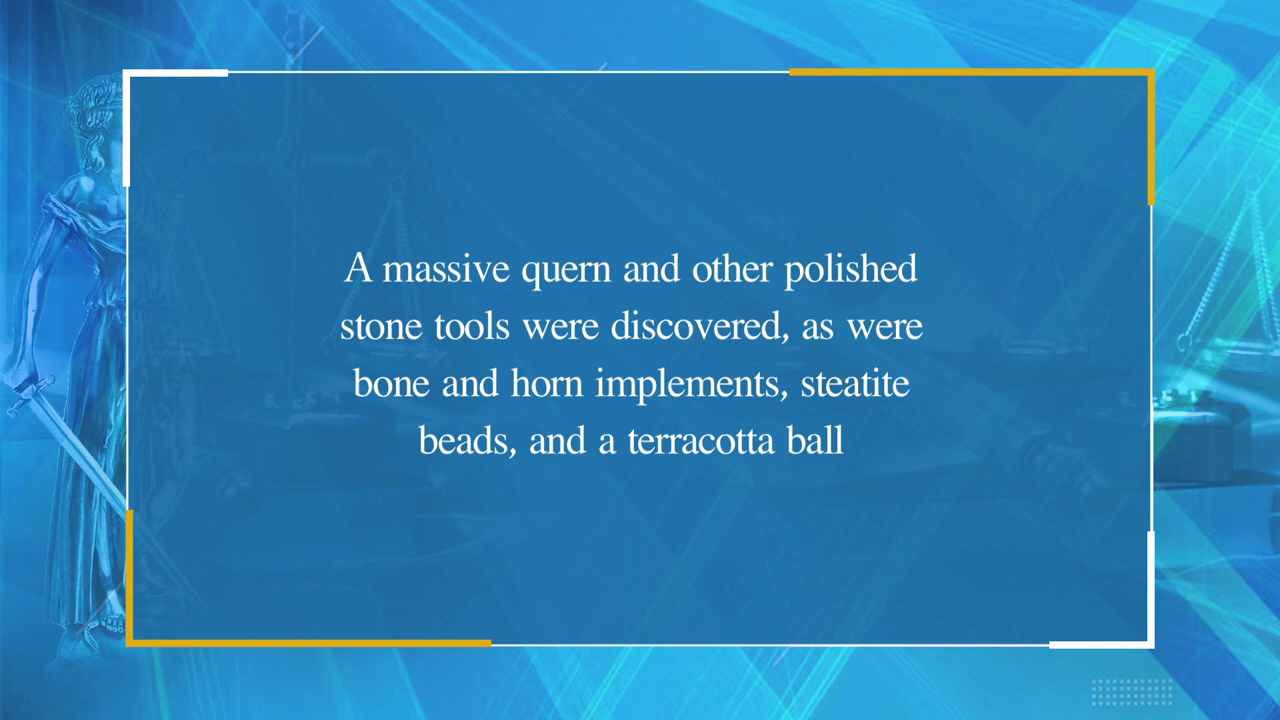 A massive quern and other polished
stone tools were discovered, as were
bone and horn implements, steatite
beads, and a terracotta ball